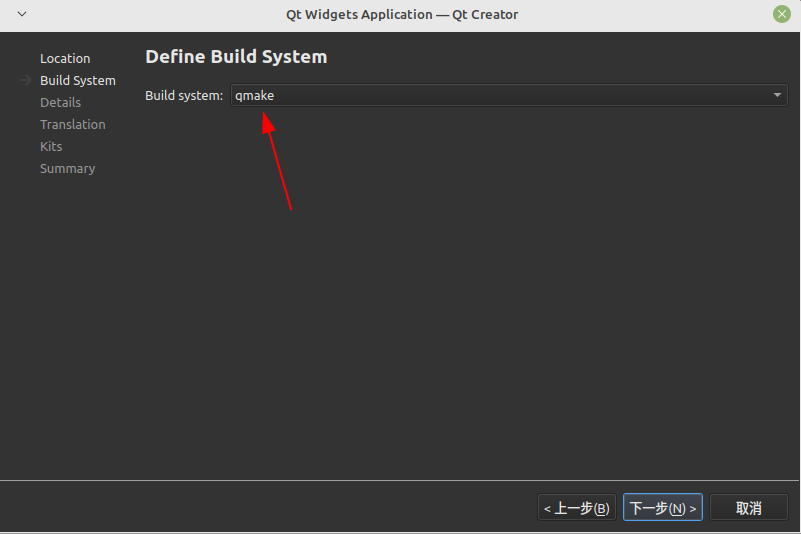 Qt Widgets Application — Qt Creator
Location
Build System
Details
Translation
Kits
Summary
Define Build System
Build system: qmake
< 上一步(B)
下一步(N) >
取消